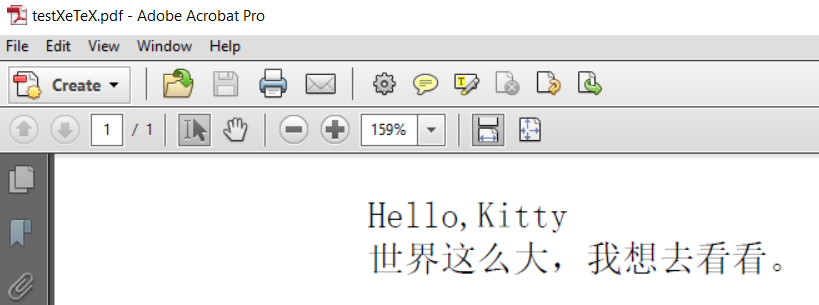 testXeTeX.pdf - Adobe Acrobat Pro
File Edit View Window Help
Create
1 / 1 159%
Hello,Kitty
世界这么大，我想去看看。